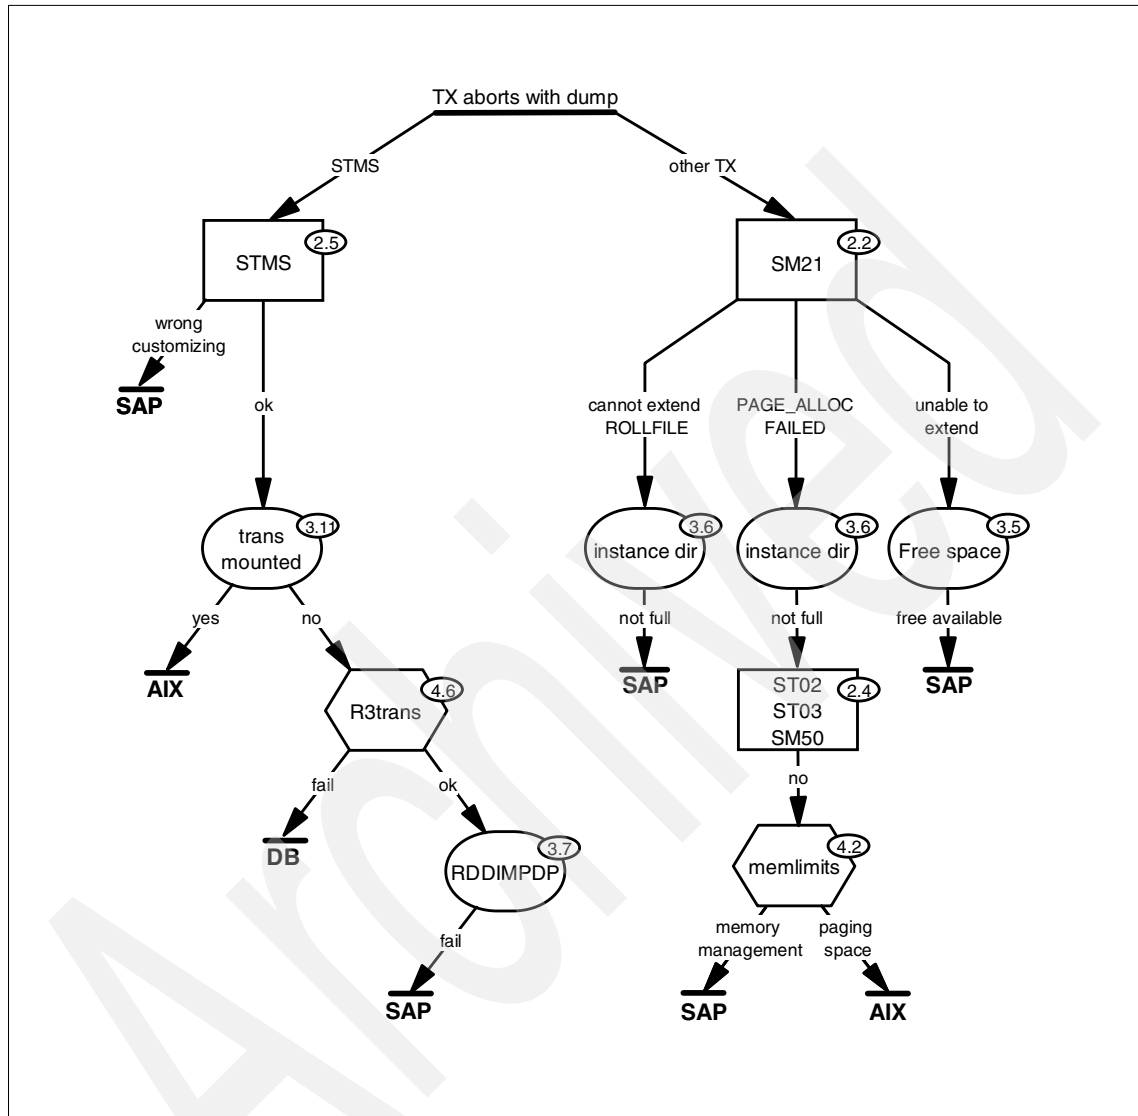 TX aborts with dump
STMS
other TX
STMS
2.5
SM21
2.2
wrong
customizing
SAP
ok
cannot extend
ROLLFILE
PAGE_ALLOC
FAILED
unable to
extend
trans
mounted
3.11
instance dir
3.6
instance dir
3.6
Free space
3.5
yes
no
not full
not full
free available
AIX
SAP
SAP
R3trans
4.6
ST02
ST03
SM50
2.4
fail
ok
no
DB
RDDIMPDP
3.7
memlimits
4.2
fail
memory
management
paging
space
SAP
SAP
AIX
Archived